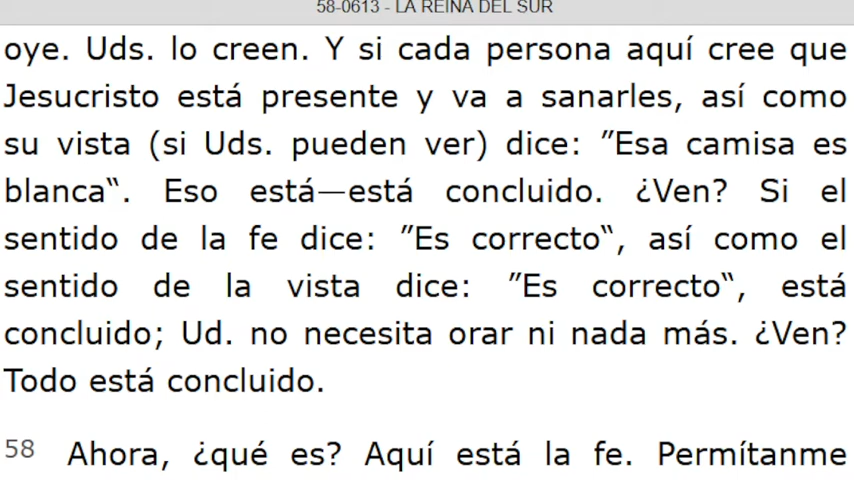 58-0613 - LA REINA DEL SUR
oye. Uds. lo creen. Y si cada persona aquí cree que
Jesucristo está presente y va a sanarles, así como
su vista (si Uds. pueden ver) dice: ”Esa camisa es
blanca‟. Eso está—está concluido. ¿Ven? Si el
sentido de la fe dice: ”Es correcto‟, así como el
sentido de la vista dice: ”Es correcto‟, está
concluido; Ud. no necesita orar ni nada más. ¿Ven?
Todo está concluido.
58 Ahora, ¿qué es? Aquí está la fe. Permítanme